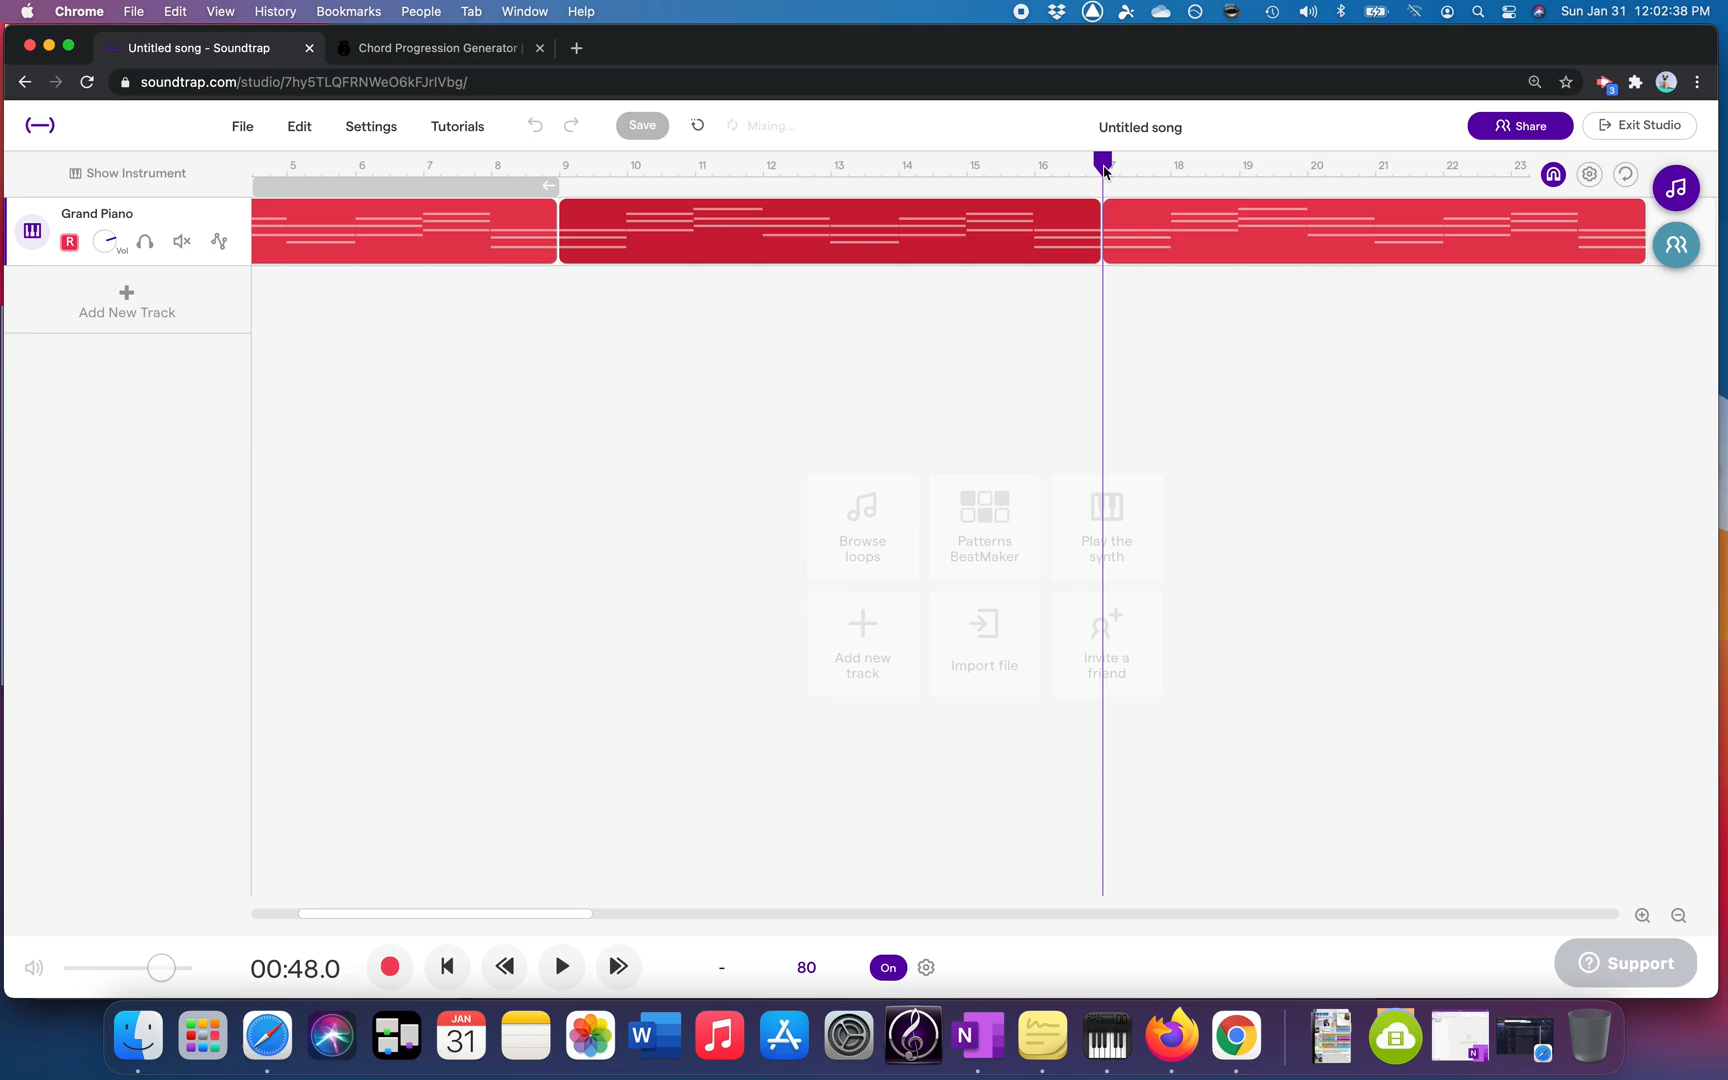 Chrome File Edit View History Bookmarks People Tab Window Help Sun Jan 31 12:02:38 PM
Untitled song - Soundtrap Chord Progression Generator
soundtrap.com/studio/7hy5TLQFRNWeO6kFJrIVbg/ 3
File Edit Settings Tutorials Save Mixing... Untitled song Share Exit Studio
Show Instrument 5 6 7 8 9 10 11 12 13 14 15 16 17 18 19 20 21 22 23
Grand Piano
R Vol
Add New Track
Browse loops
Patterns BeatMaker
Play the synth
Add new track
Import file
Invite a friend
00:48.0 - 80 On Support
JAN
31
W
N
N